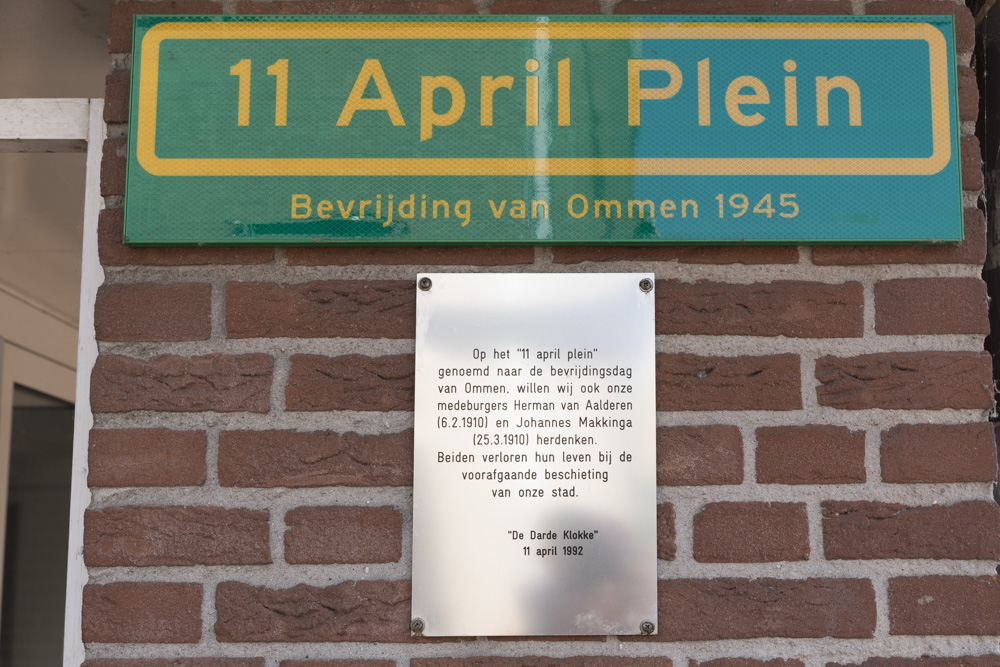 11 April Plein
Bevrijding van Ommen 1945
Op het "11 april plein"
genoemd naar de bevrijdingsdag
van Ommen, willen wij ook onze
medeburgers Herman van Aalderen
(6.2.1910) en Johannes Makkinga
(25.3.1910) herdenken.
Beiden verloren hun leven bij de
voorafgaande beschieting
van onze stad.
"De Darde Klokke"
11 april 1992